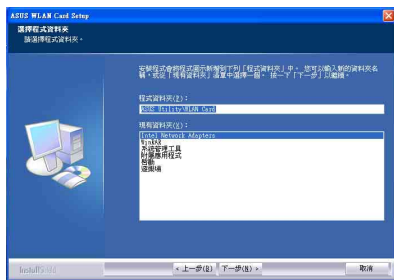 ASUS WLAN Card Setup
選擇程式資料夾
請選擇程式資料夾。
安裝程式會將程式圖示新增到下列「程式資料夾」中。 您可以輸入新的資料夾名
稱，或從「現有資料夾」清單中選擇一個。 按一下「下一步」以繼續。
程式資料夾(P)：
ASUS Utility\WLAN Card
現有資料夾(X)：
Intel Network Adapters
WinRAR
系統管理工具
附屬應用程式
啟動
遊樂場
InstallShield
< 上一步(B)
下一步(N) >
取消